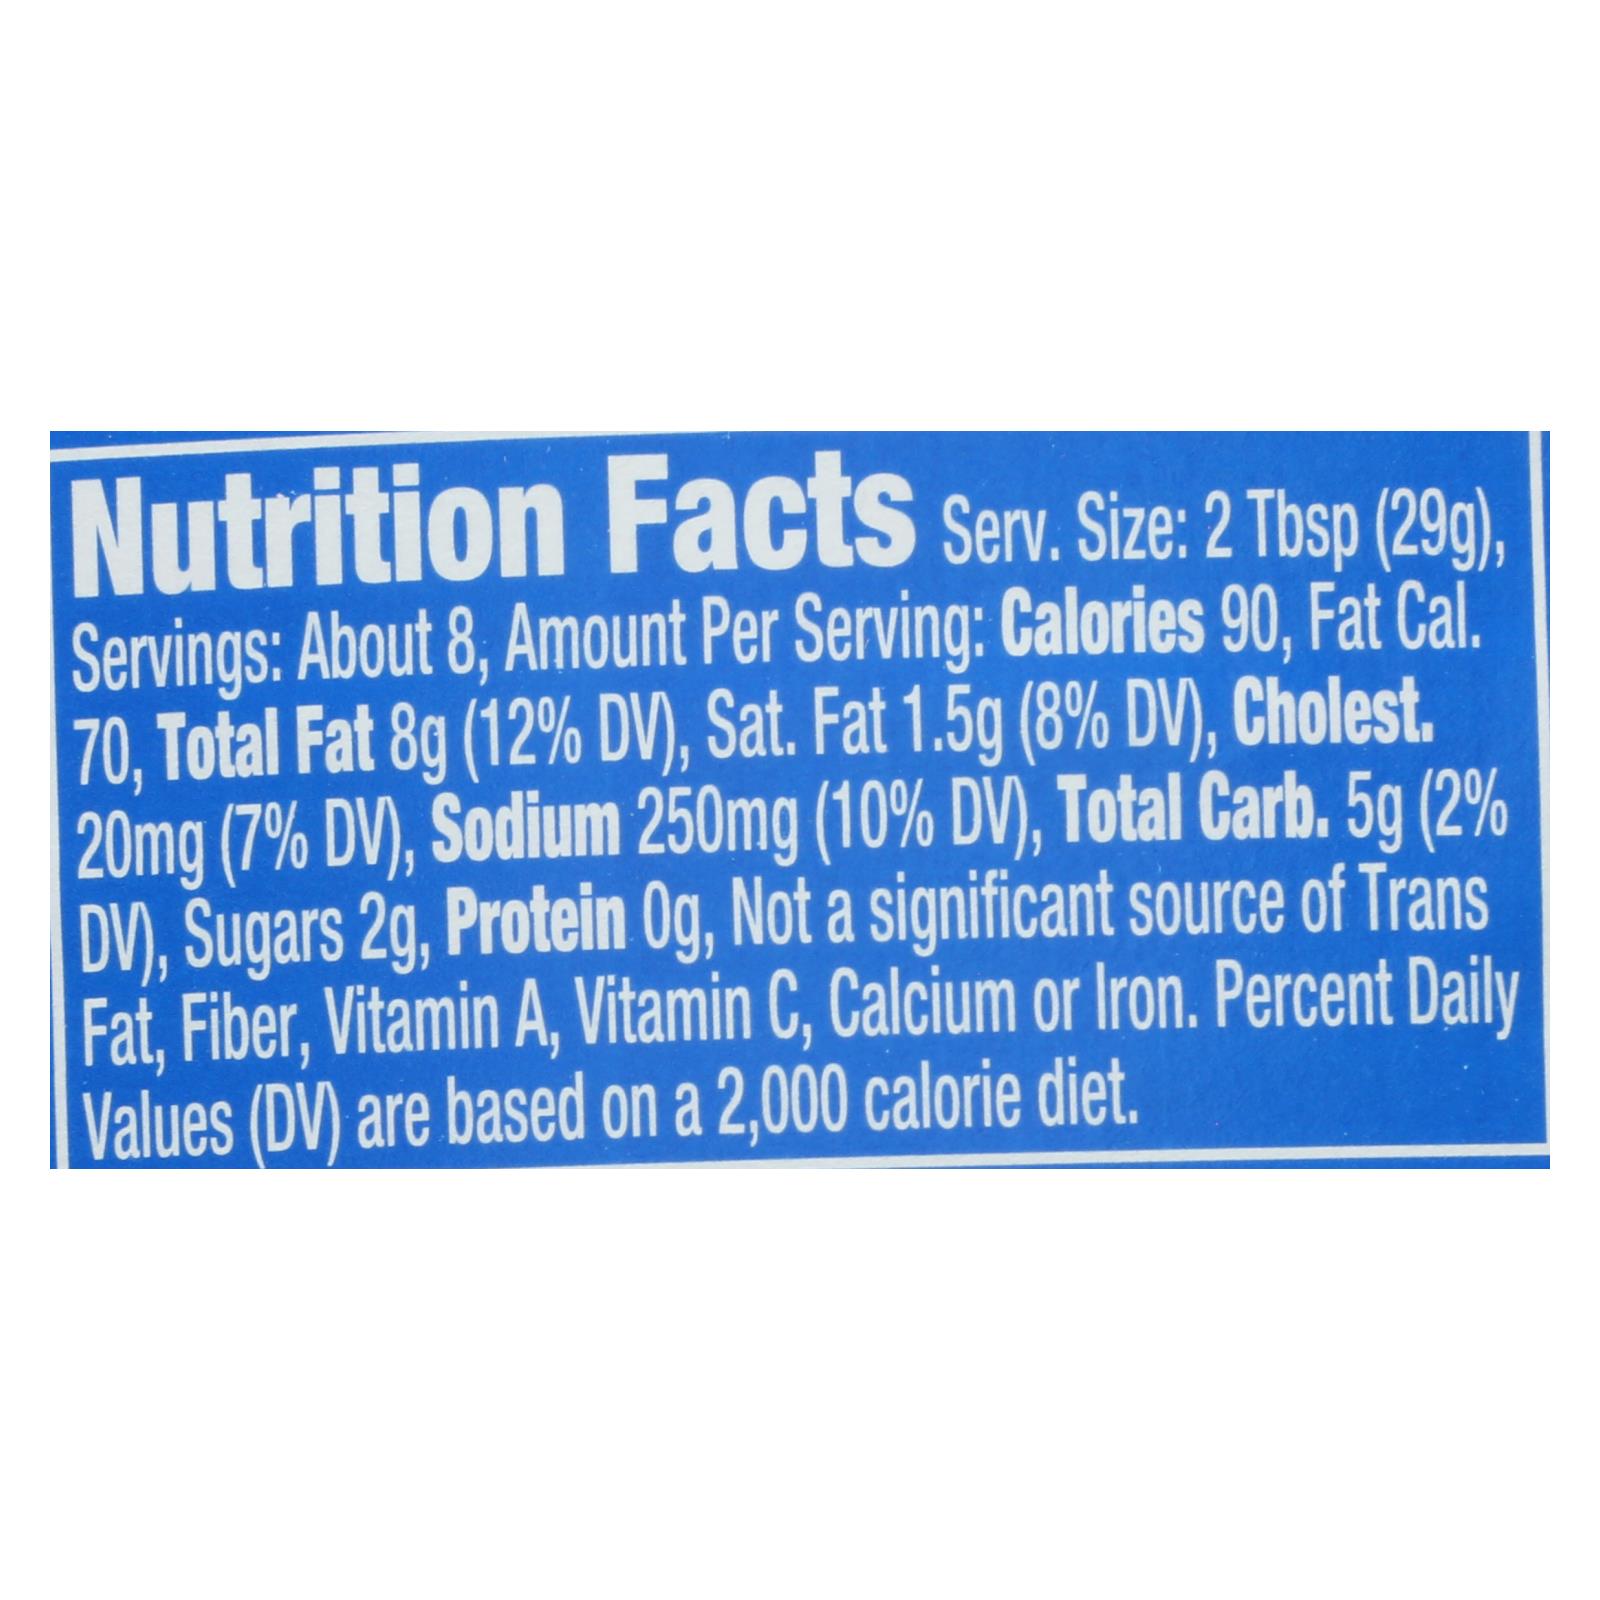 Nutrition Facts Serv. Size: 2 Tbsp (29g),
Servings: About 8, Amount Per Serving: Calories 90, Fat Cal.
70, Total Fat 8g (12% DV), Sat. Fat 1.5g (8% DV), Cholest.
20mg (7% DV), Sodium 250mg (10% DV), Total Carb. 5g (2%
DV), Sugars 2g, Protein 0g, Not a significant source of Trans
Fat, Fiber, Vitamin A, Vitamin C, Calcium or Iron. Percent Daily
Values (DV) are based on a 2,000 calorie diet.